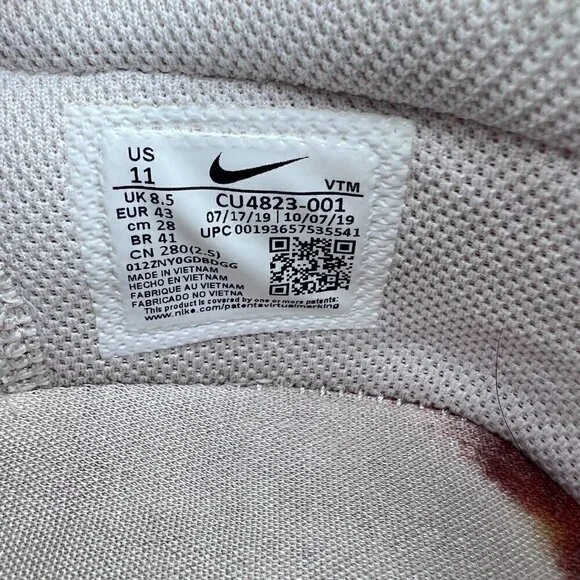 US
11
VTM
UK 8.5
CU4823-001
EUR 43
07/17/19 | 10/07/19
cm 28
UPC 00193657535541
BR 41
CN 280(2.5)
012ZNY0GDBDGG
MADE IN VIETNAM
HECHO EN VIETNAM
FABRIQUE AU VIETNAM
FABRICADO NO VIETNA
This product is covered by one or more patents:
www.nike.com/patentsvirtualmarking